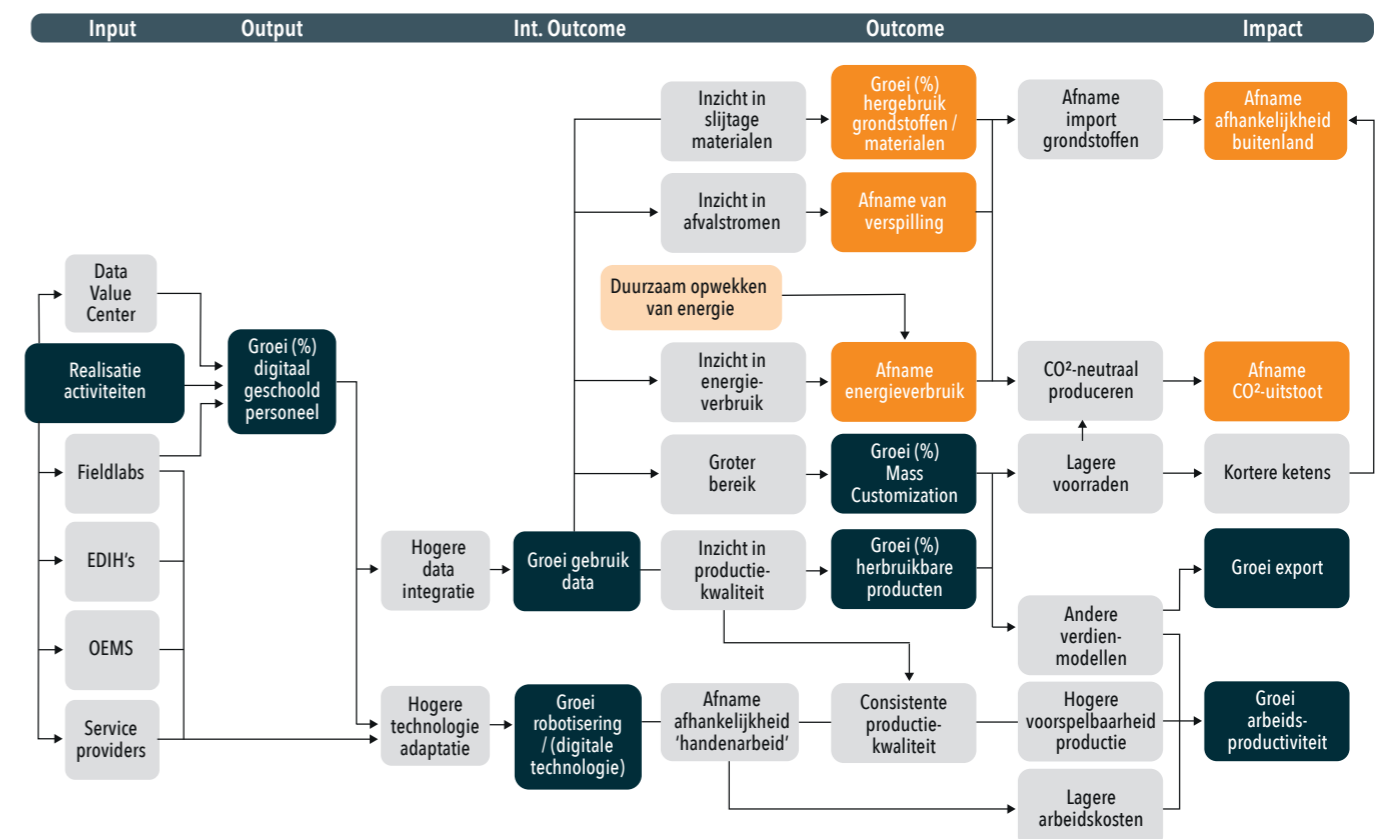 Input
Output
Int. Outcome
Outcome
Impact
Inzicht in
slijtage
materialen
Groei (%)
hergebruik
grondstoffen /
materialen
Afname
import
grondstoffen
Afname
afhankelijkheid
buitenland
Inzicht in
afvalstromen
Afname van
verspilling
Data
Value
Center
Duurzaam opwekken
van energie
Realisatie
activiteiten
Groei (%)
digitaal
geschoold
personeel
Inzicht in
energie-
verbruik
Afname
energieverbruik
CO²-neutraal
produceren
Afname
CO²-uitstoot
Fieldlabs
Groter
bereik
Groei (%)
Mass
Customization
Lagere
voorraden
Kortere ketens
EDIH's
Hogere
data
integratie
Groei gebruik
data
Inzicht in
productie-
kwaliteit
Groei (%)
herbruikbare
producten
Groei export
OEMS
Andere
verdien-
modellen
Service
providers
Hogere
technologie
adaptatie
Groei
robotisering
/ (digitale
technologie)
Afname
afhankelijkheid
‘handenarbeid’
Consistente
productie-
kwaliteit
Hogere
voorspelbaarheid
productie
Groei
arbeids-
productiviteit
Lagere
arbeidskosten